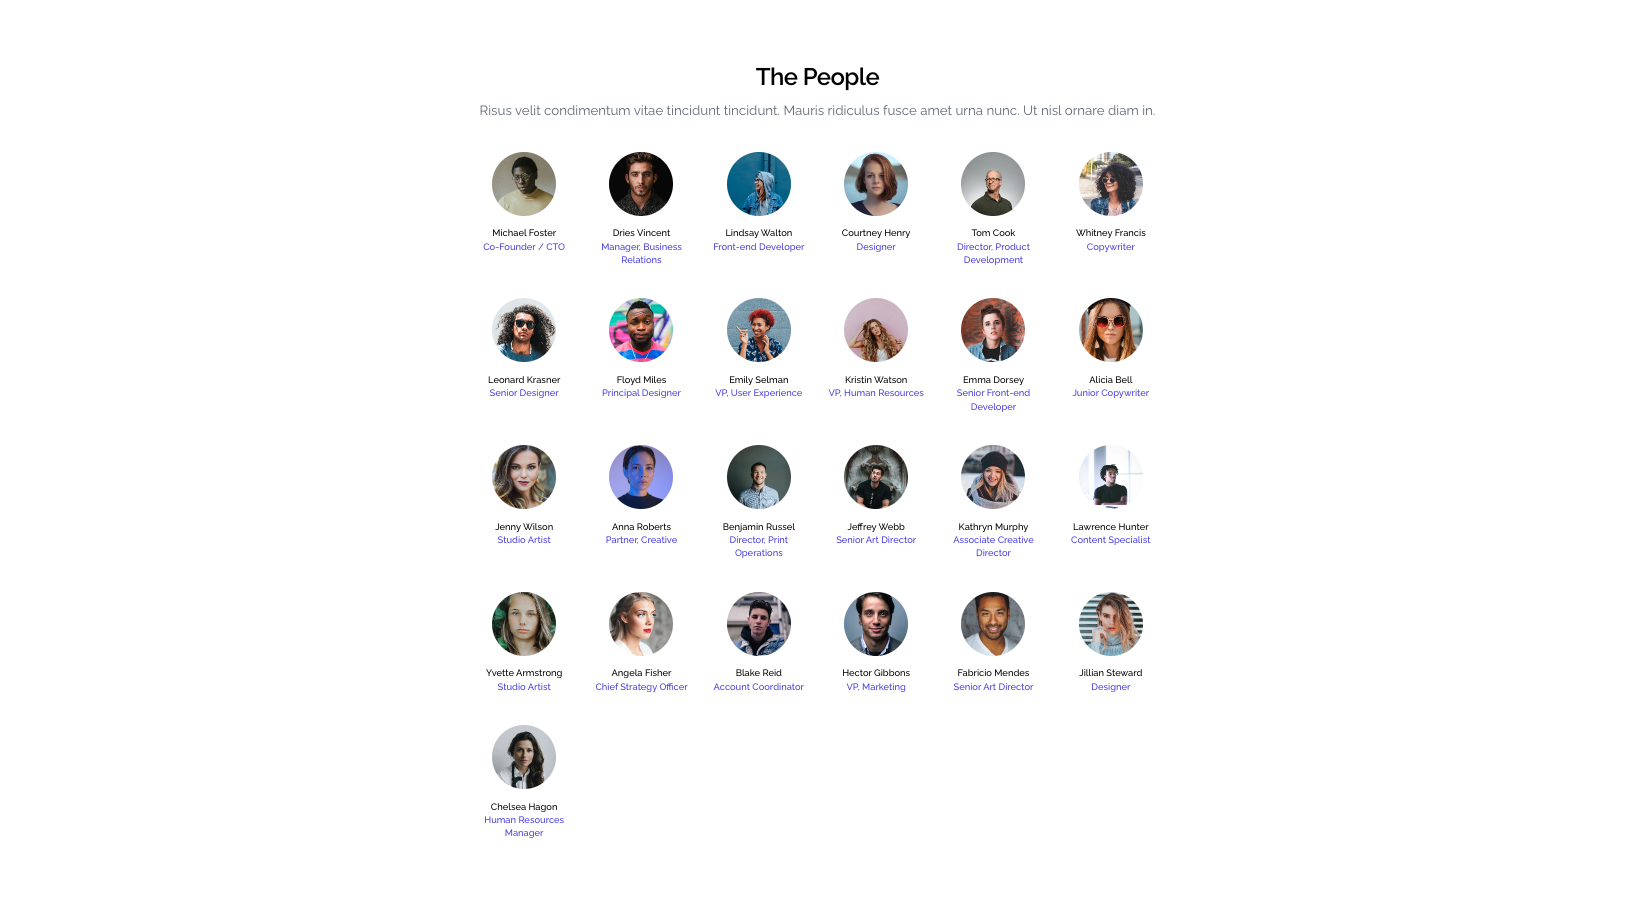 The People
Risus velit condimentum vitae tincidunt tincidunt. Mauris ridiculus fusce amet urna nunc. Ut nisl ornare diam in.
Michael Foster
Co-Founder / CTO
Dries Vincent
Manager, Business
Relations
Lindsay Walton
Front-end Developer
Courtney Henry
Designer
Tom Cook
Director, Product
Development
Whitney Francis
Copywriter
Leonard Krasner
Senior Designer
Floyd Miles
Principal Designer
Emily Selman
VP, User Experience
Kristin Watson
VP, Human Resources
Emma Dorsey
Senior Front-end
Developer
Alicia Bell
Junior Copywriter
Jenny Wilson
Studio Artist
Anna Roberts
Partner, Creative
Benjamin Russel
Director, Print
Operations
Jeffrey Webb
Senior Art Director
Kathryn Murphy
Associate Creative
Director
Lawrence Hunter
Content Specialist
Yvette Armstrong
Studio Artist
Angela Fisher
Chief Strategy Officer
Blake Reid
Account Coordinator
Hector Gibbons
VP, Marketing
Fabricio Mendes
Senior Art Director
Jillian Steward
Designer
Chelsea Hagon
Human Resources
Manager